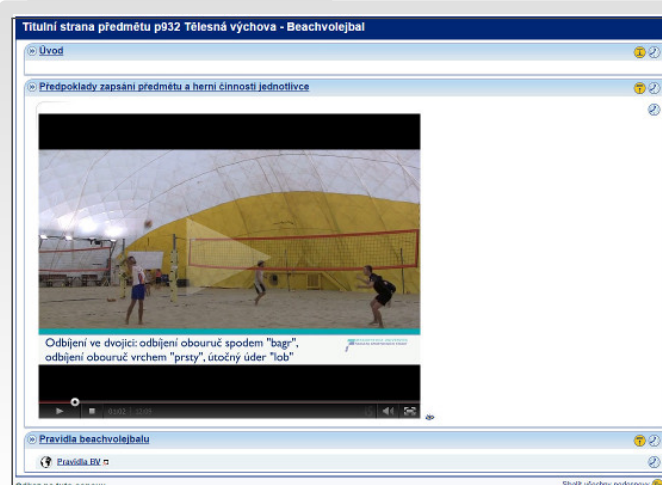 Titulní strana předmětu p932 Tělesná výchova - Beachvolejbal
Úvod
Předpoklady zapsání předmětu a herní činnosti jednotlivce
Odbíjení ve dvojici: odbíjení obouruč spodem "bagr",
odbíjení obouruč vrchem "prsty", útočný úder "lob"
Pravidla beachvolejbalu
Pravidla BV